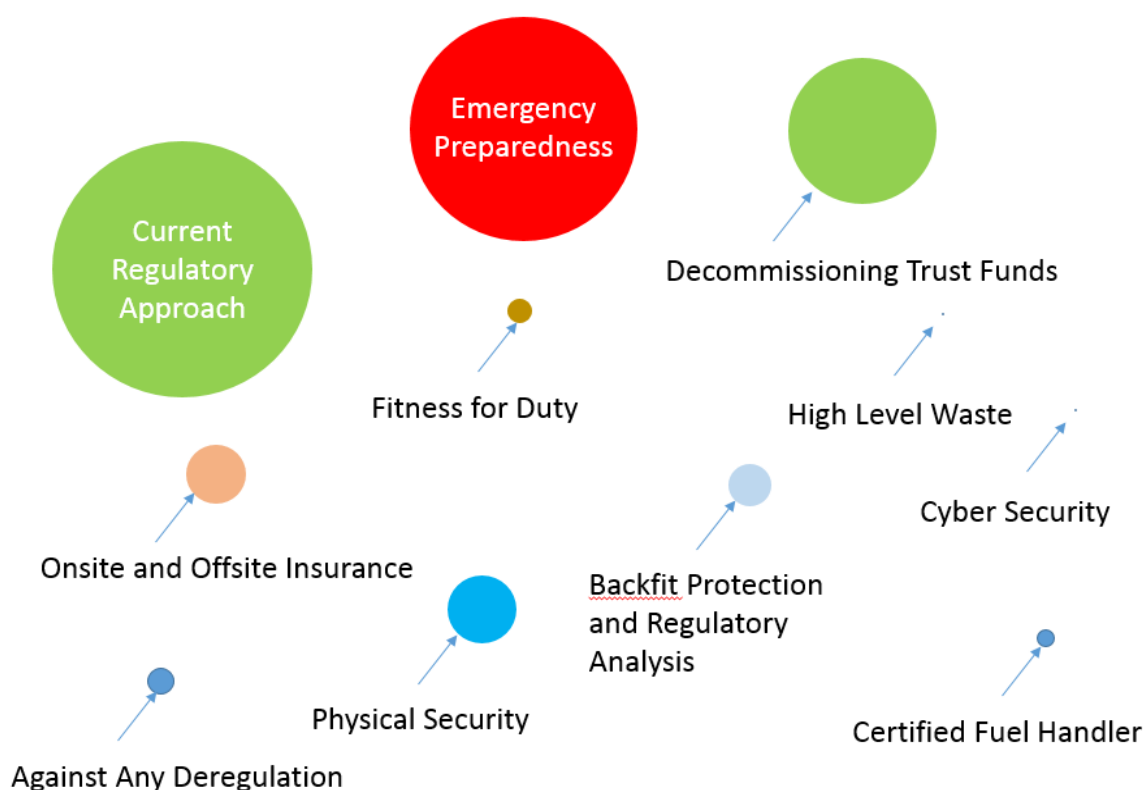 Emergency
Preparedness
Current
Regulatory
Approach
Decommissioning Trust Funds
Fitness for Duty
High Level Waste
Cyber Security
Onsite and Offsite Insurance
Backfit Protection
and Regulatory
Analysis
Physical Security
Certified Fuel Handler
Against Any Deregulation